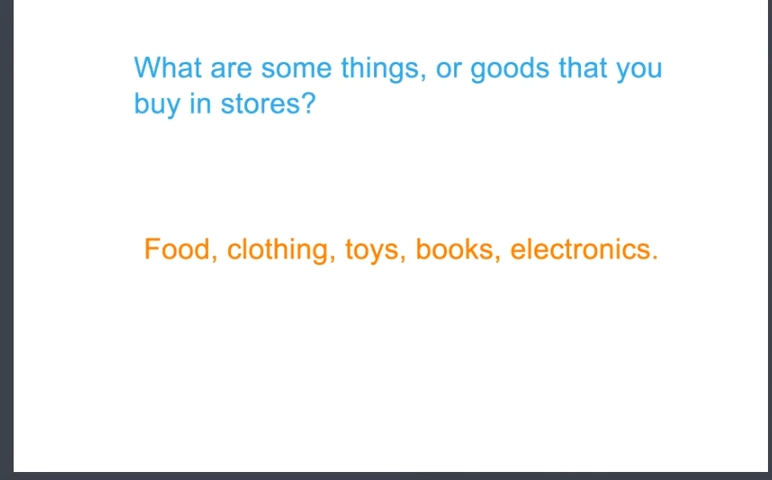 What are some things, or goods that you
buy in stores?
Food, clothing, toys, books, electronics.